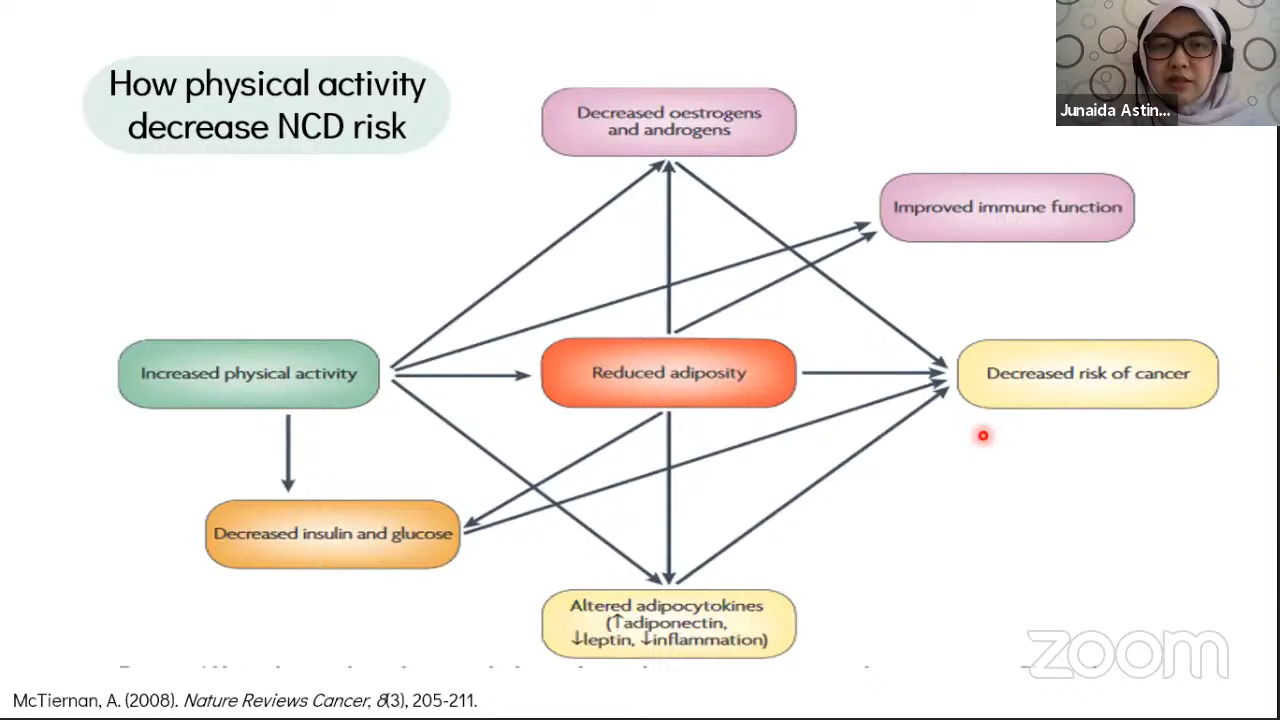 How physical activity
decrease NCD risk
Junaida Astin...
Decreased oestrogens
and androgens
Improved immune function
Increased physical activity
Reduced adiposity
Decreased risk of cancer
Decreased insulin and glucose
Altered adipocytokines
(↑adiponectin,
↓leptin, ↓inflammation)
zoom
McTiernan, A. (2008). Nature Reviews Cancer, 8(3), 205-211.